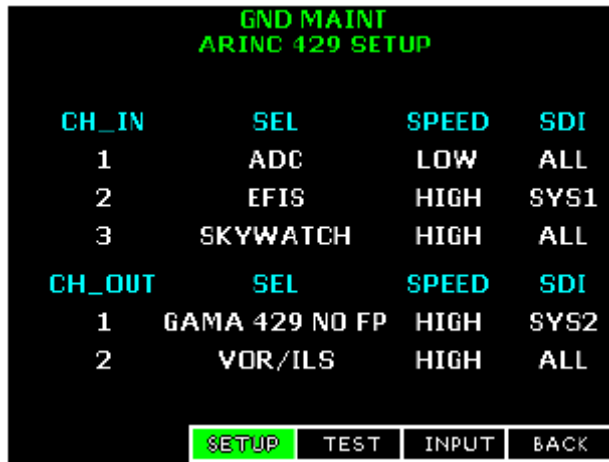 GND MAINT
ARINC 429 SETUP
CH_IN SEL SPEED SDI
1 ADC LOW ALL
2 EFIS HIGH SYS1
3 SKYWATCH HIGH ALL
CH_OUT SEL SPEED SDI
1 GAMA 429 NO FP HIGH SYS2
2 VOR/ILS HIGH ALL
SETUP TEST INPUT BACK